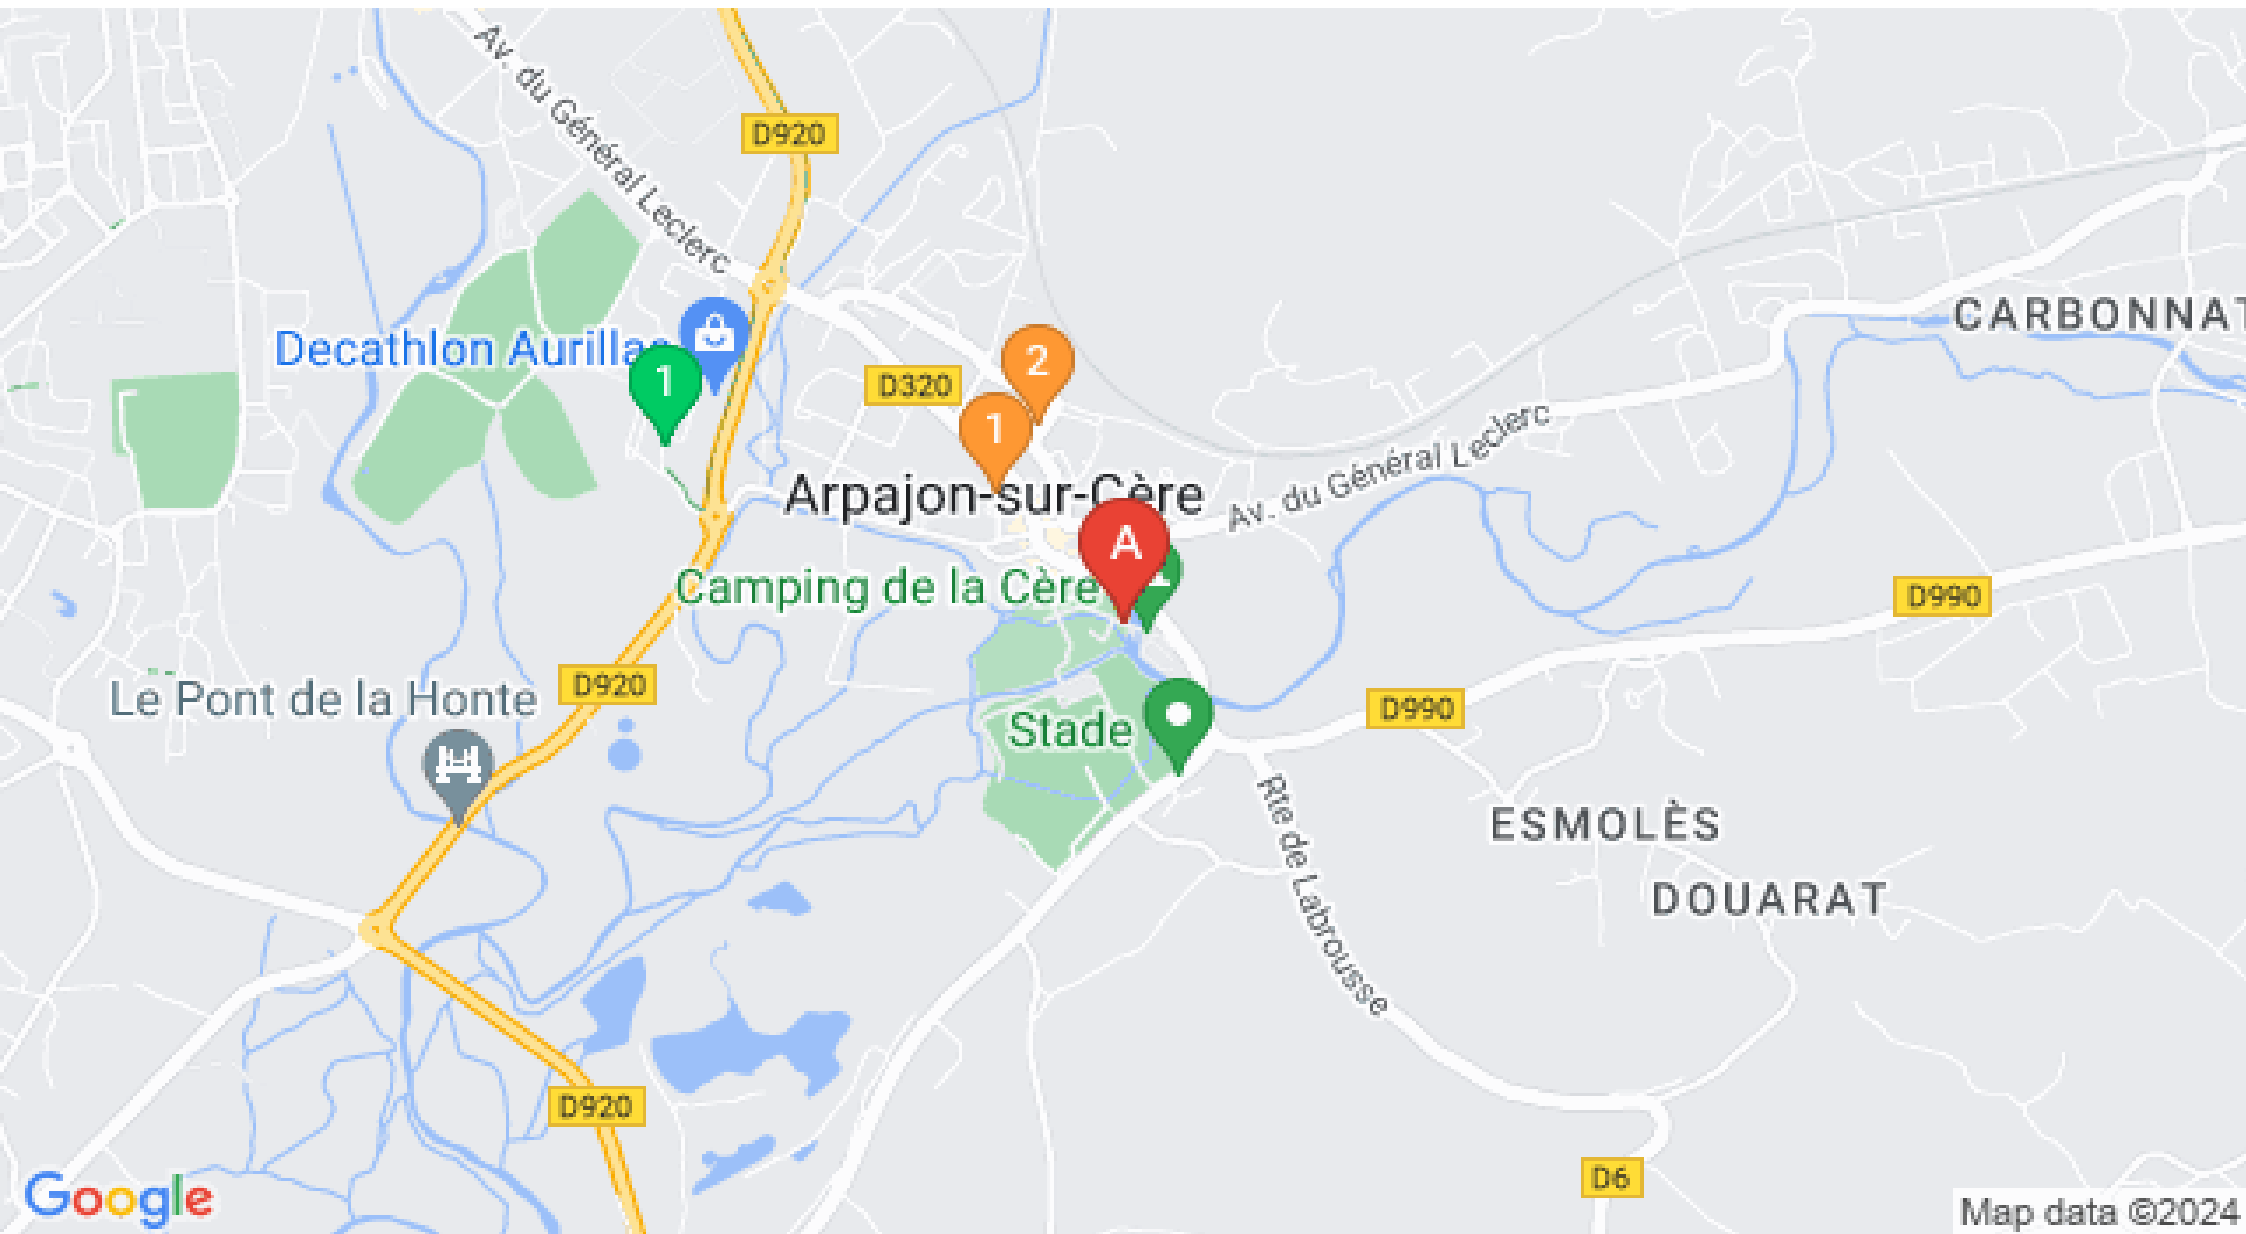 Av. du Général Leclerc
D920
CARBONNAT
Decathlon Aurillac
1
2
D320
1
Av. du Général Leclerc
Arpajon-sur-Cère
A
Camping de la Cère
D990
D920
Le Pont de la Honte
D990
Stade
Rte de Labrousse
ESMOLÈS
DOUARAT
D920
D6
Google
Map data ©2024